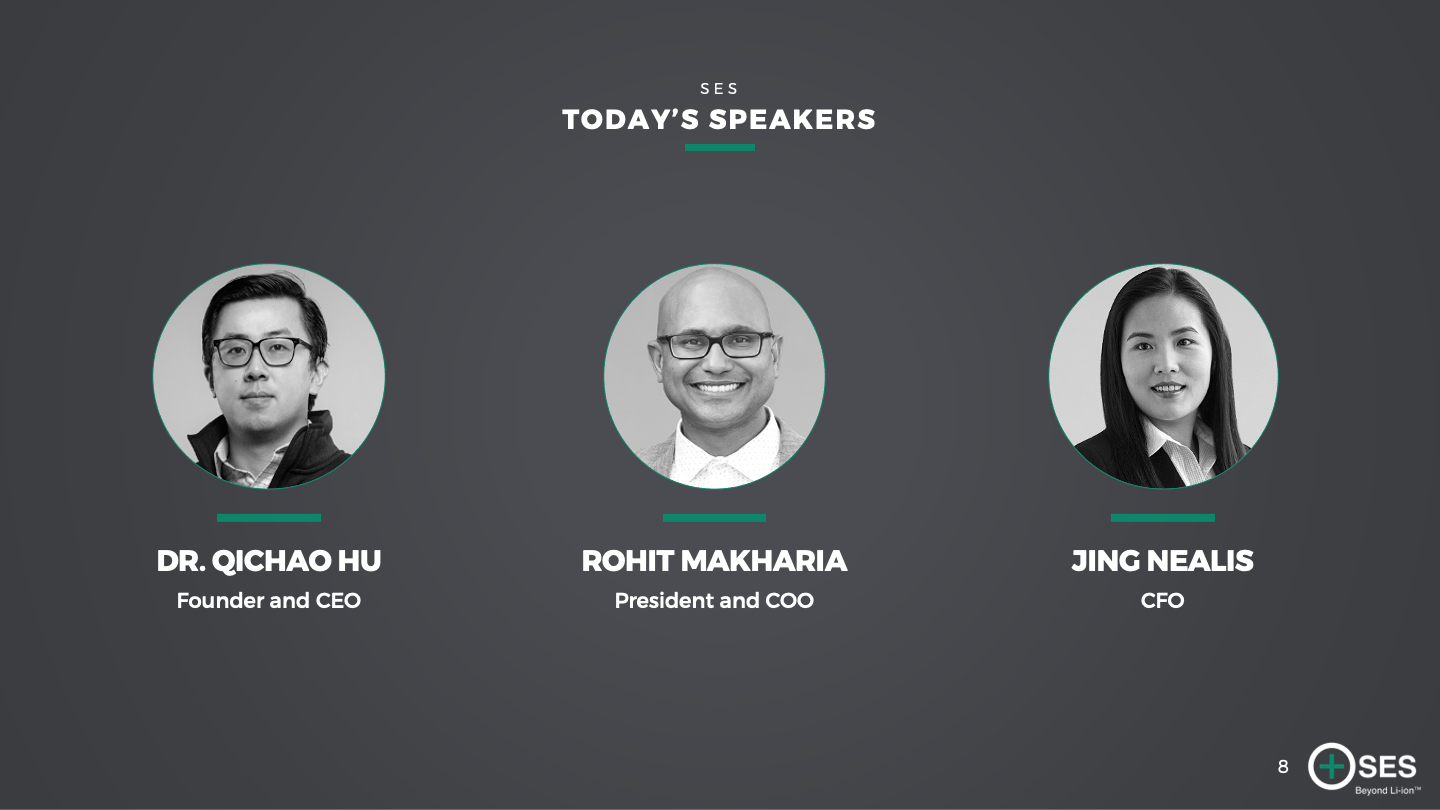 SES
TODAY’S SPEAKERS
DR. QICHAO HU
Founder and CEO
ROHIT MAKHARIA
President and COO
JING NEALIS
CFO
8
SES
Beyond Li-ion™